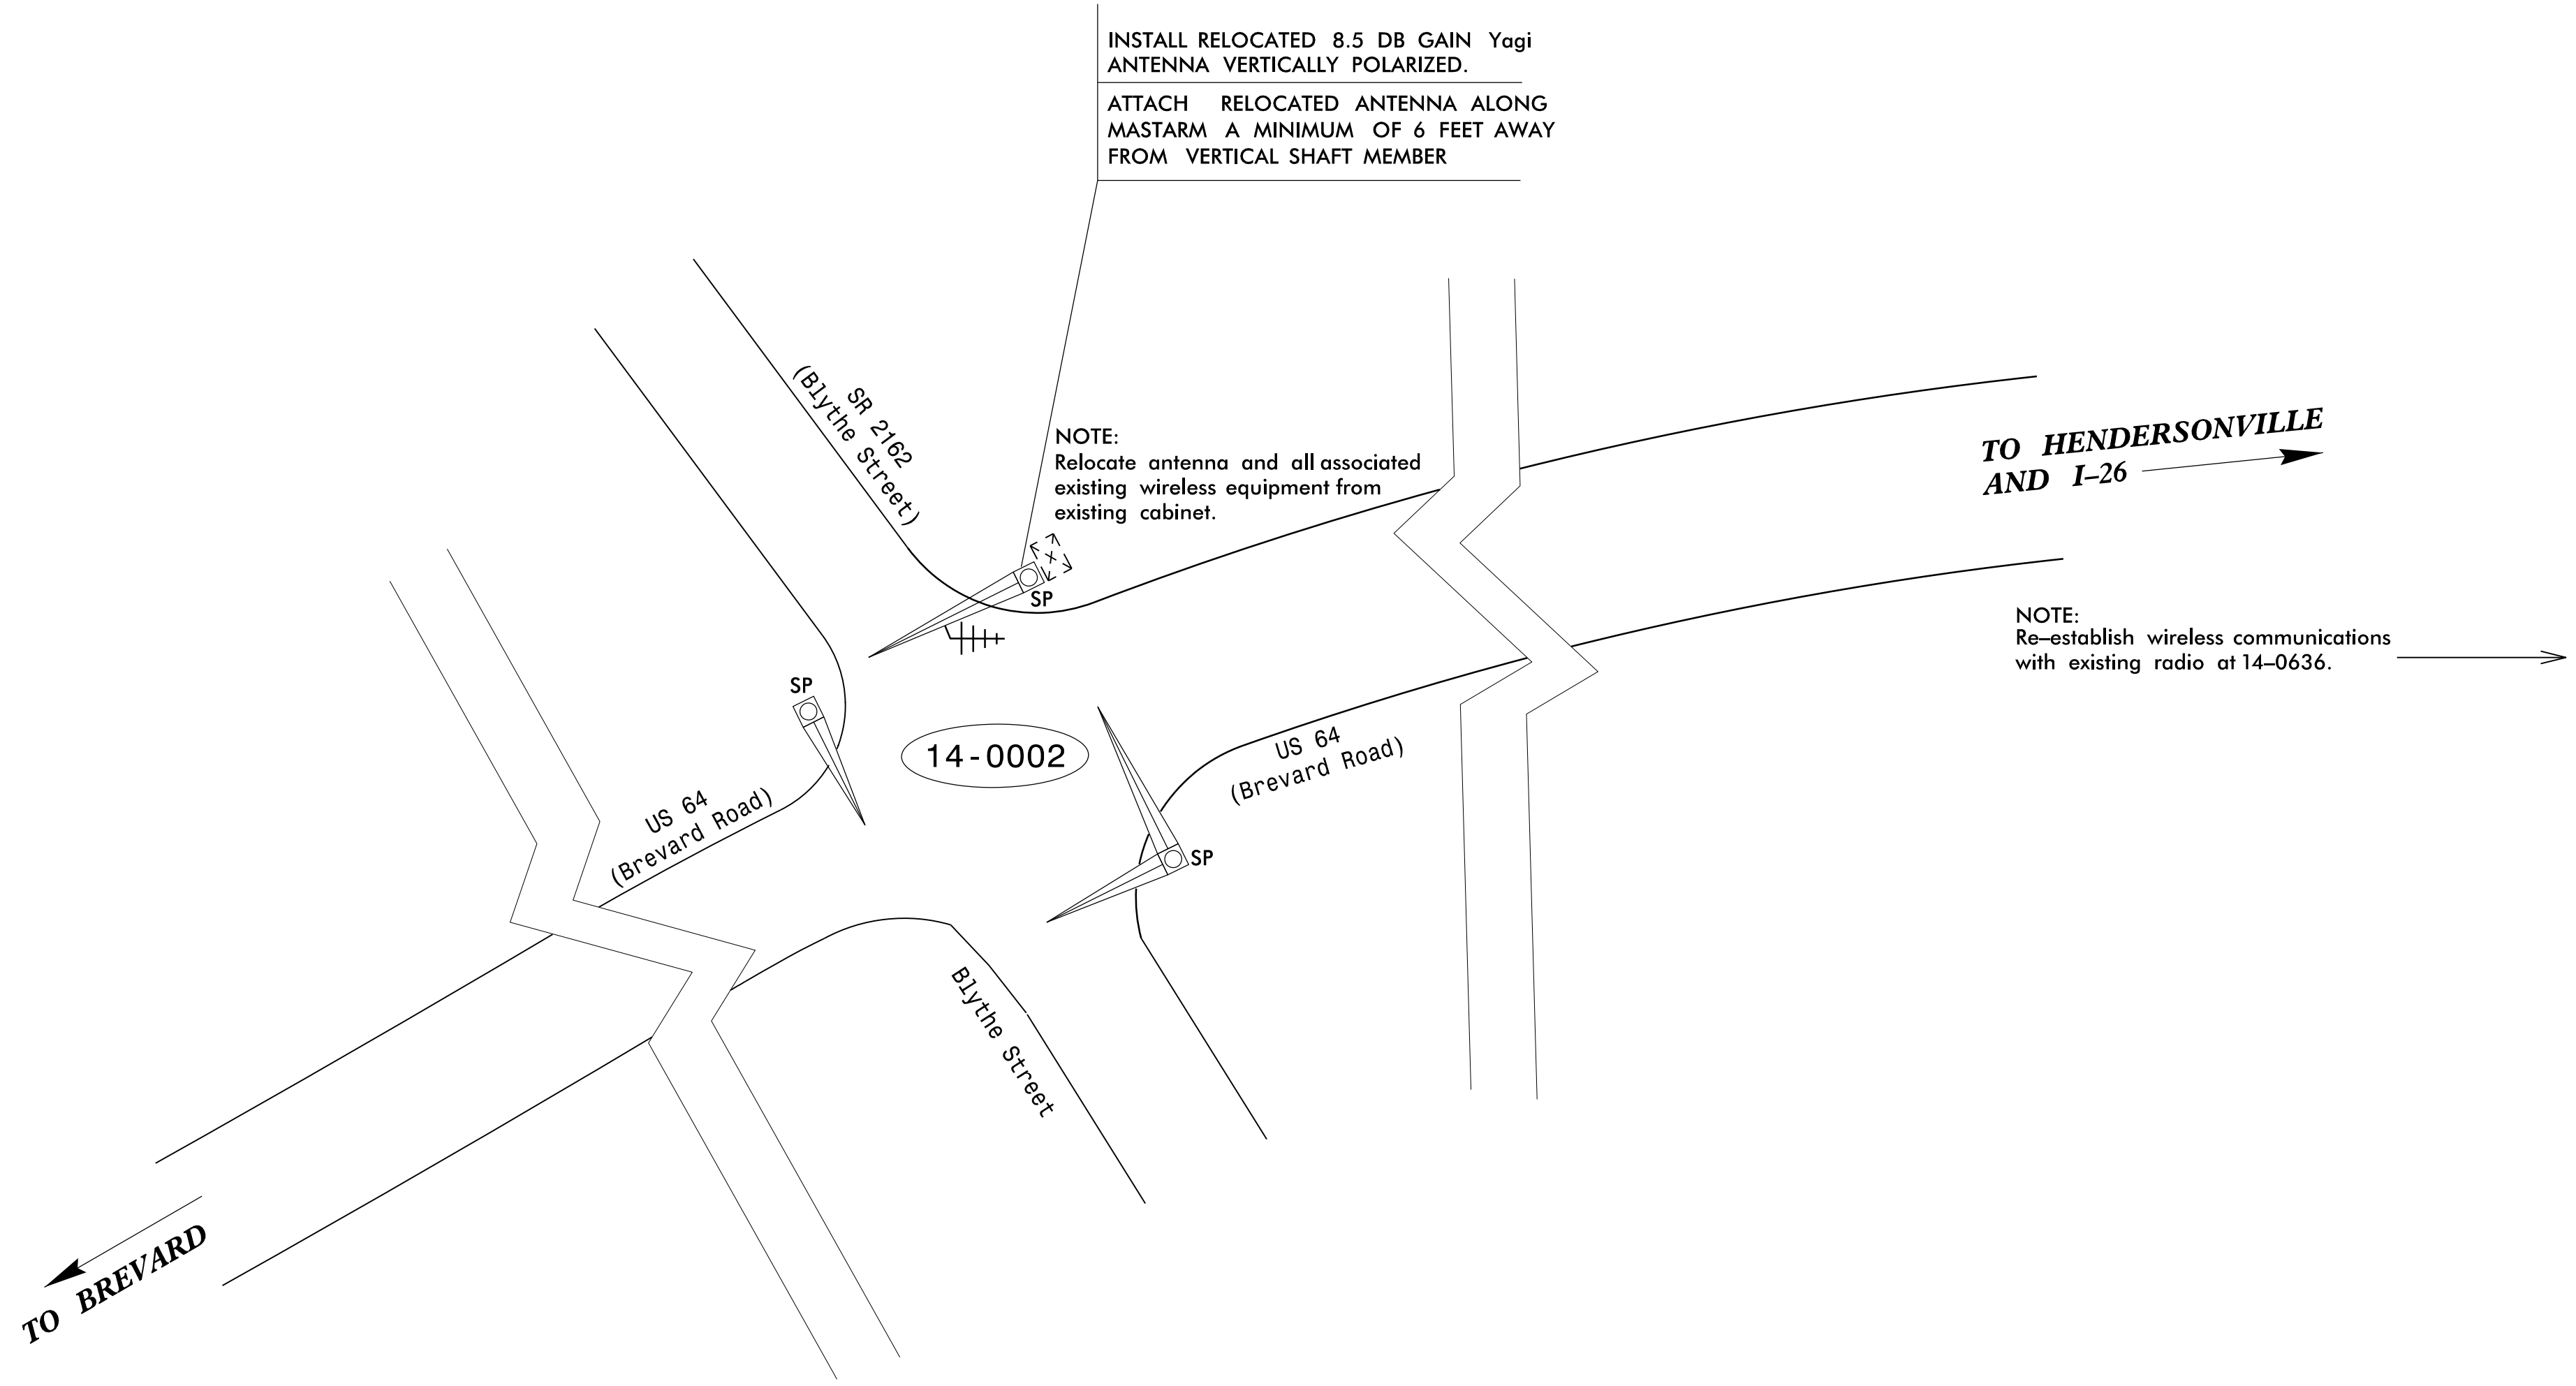 INSTALL RELOCATED 8.5 DB GAIN Yagi
ANTENNA VERTICALLY POLARIZED.
ATTACH RELOCATED ANTENNA ALONG
MASTARM A MINIMUM OF 6 FEET AWAY
FROM VERTICAL SHAFT MEMBER
SR 2162
(Blythe Street)
NOTE:
Relocate antenna and all associated
existing wireless equipment from
existing cabinet.
TO HENDERSONVILLE
AND I–26
SP
NOTE:
Re–establish wireless communications
with existing radio at 14–0636.
SP
14-0002
US 64
(Brevard Road)
US 64
(Brevard Road)
SP
Blythe Street
TO BREVARD